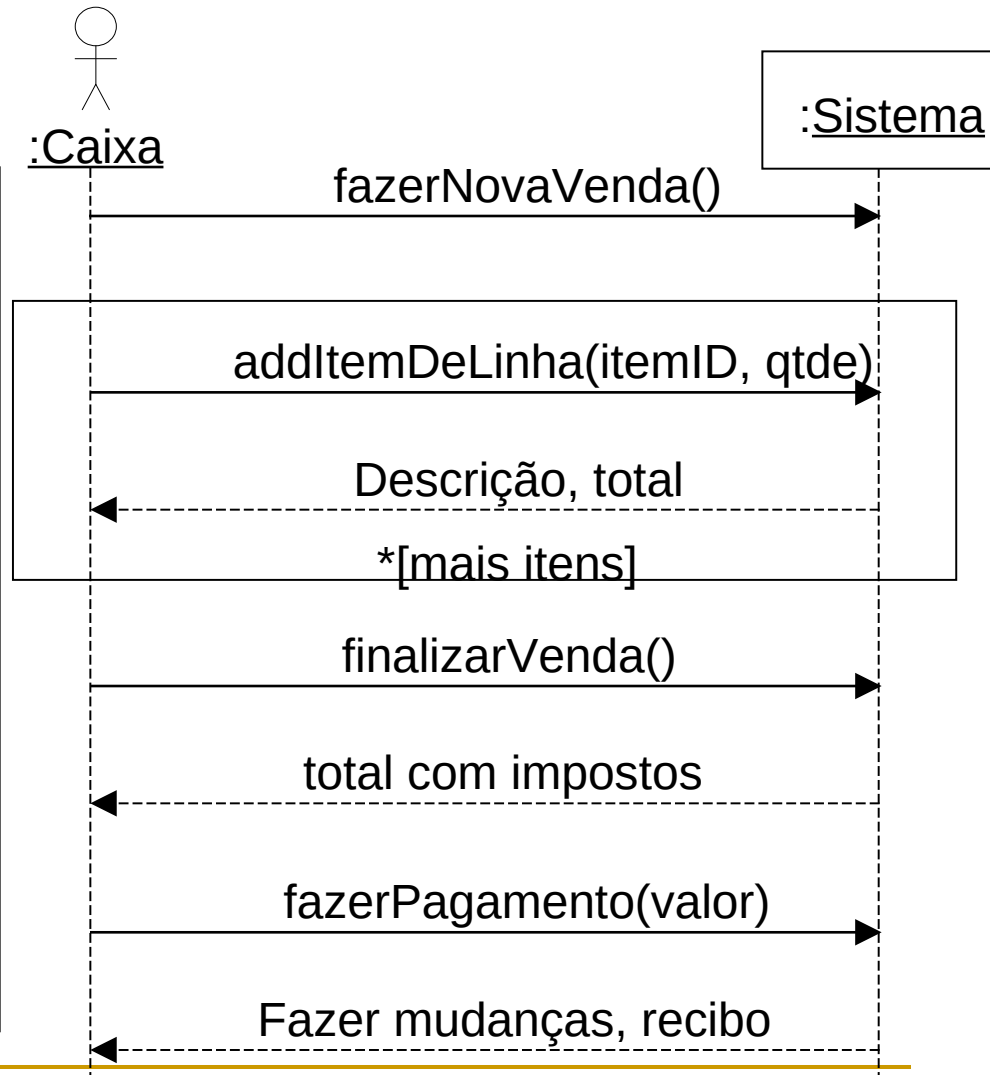 :Sistema
:Caixa
fazerNovaVenda()
addItemDeLinha(itemID, qtde)
Descrição, total
*[mais itens]
finalizarVenda()
total com impostos
fazerPagamento(valor)
Fazer mudanças, recibo